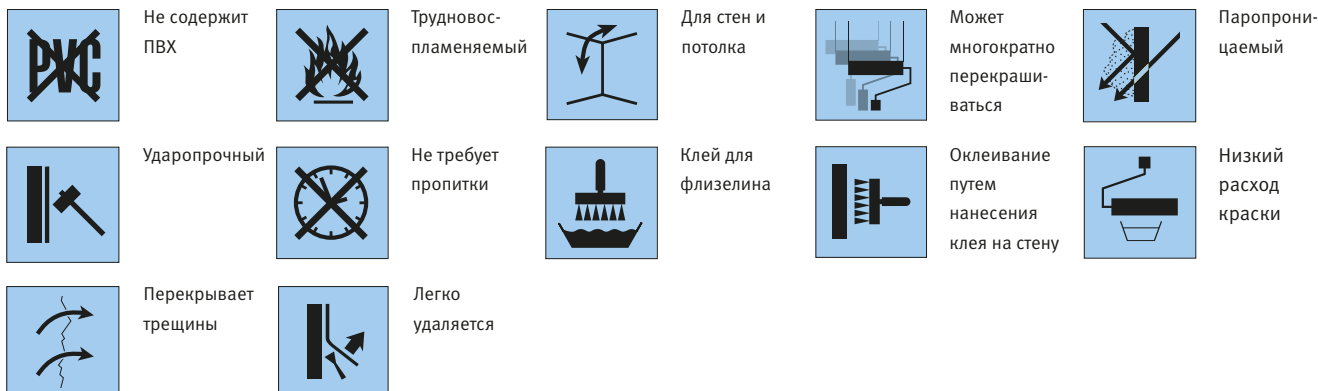 PVC
Не содержит
ПВХ
Трудновос-
пламеняемый
Для стен и
потолка
Может
многократно
перекраши-
ваться
Паропрони-
цаемый
Ударопрочный
Не требует
пропитки
Клей для
флизелина
Оклеивание
путем
нанесения
клея на стену
Низкий
расход
краски
Перекрывает
трещины
Легко
удаляется